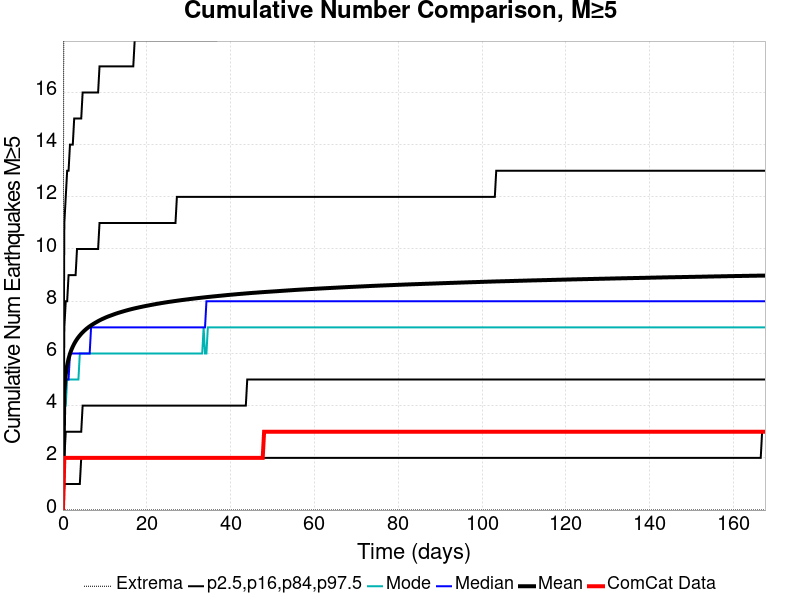 Cumulative Number Comparison, M≥5
Cumulative Num Earthquakes M≥5
16
14
12
10
8
6
4
2
0
0 20 40 60 80 100 120 140 160
Time (days)
Extrema p2.5,p16,p84,p97.5 Mode Median Mean ComCat Data